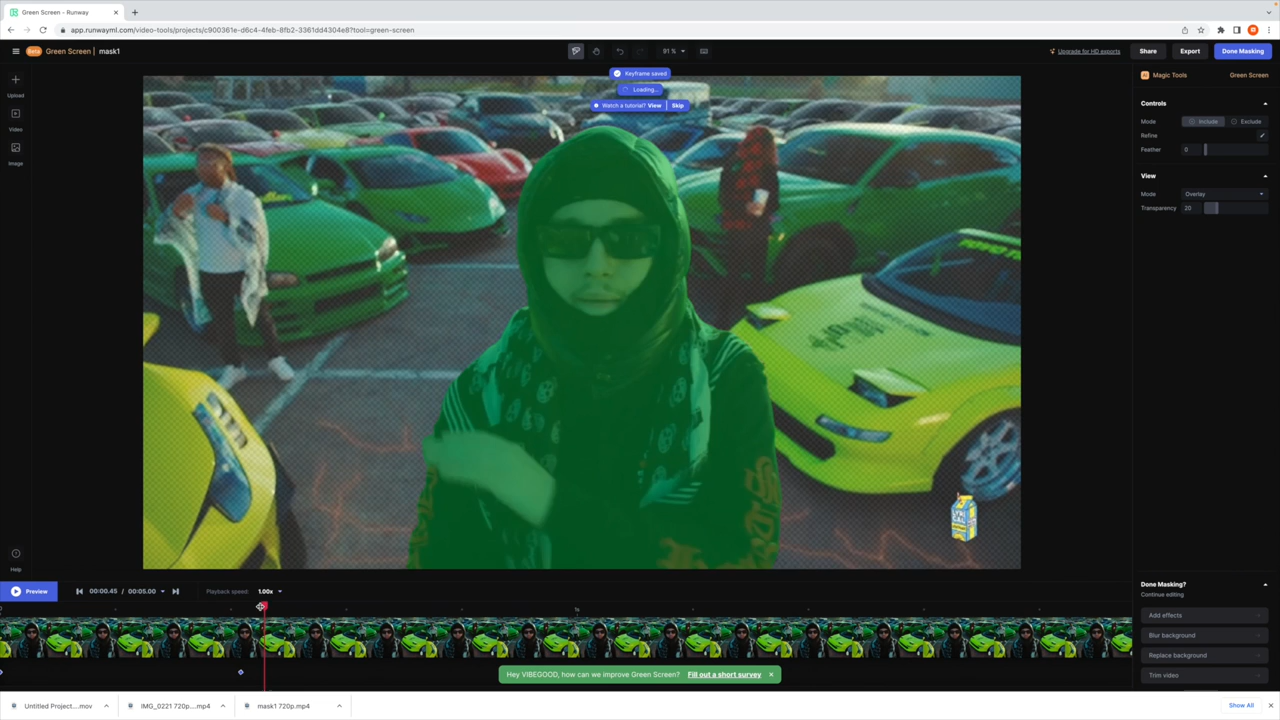 Green Screen – Runway
app.runwayml.com/video-tools/projects/c900361e-d6c4-4feb-8fb2-3361dd4304e8?tool=green-screen
Beta Green Screen | mask1
91 %
Upgrade for HD exports
Share
Export
Done Masking
Keyframe saved
Loading...
Watch a tutorial? View | Skip
Upload
Video
Image
Help
Magic Tools
Green Screen
Controls
Mode
Include
Exclude
Refine
Feather
0
View
Mode
Overlay
Transparency
20
LYRI
CAL
Done Masking?
Continue editing
Add effects
Blur background
Replace background
Trim video
Preview
00:00.45 / 00:05.00
Playback speed: 1.00x
1s
Hey VIBEGOOD, how can we improve Green Screen? Fill out a short survey
Untitled Project....mov
IMG_0221 720p....mp4
mask1 720p.mp4
Show All